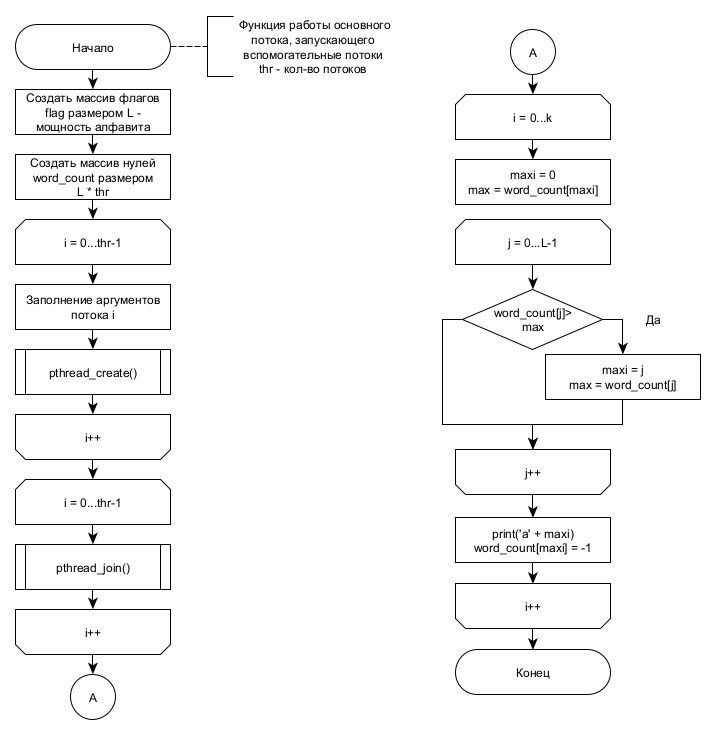 Начало
Функция работы основного
потока, запускающего
вспомогательные потоки
thr - кол-во потоков
Создать массив флагов
flag размером L -
мощность алфавита
Создать массив нулей
word_count размером
L * thr
i = 0...thr-1
Заполнение аргументов
потока i
pthread_create()
i++
i = 0...thr-1
pthread_join()
i++
A
A
i = 0...k
maxi = 0
max = word_count[maxi]
j = 0...L-1
word_count[j]>
max
Да
maxi = j
max = word_count[j]
j++
print('a' + maxi)
word_count[maxi] = -1
i++
Конец